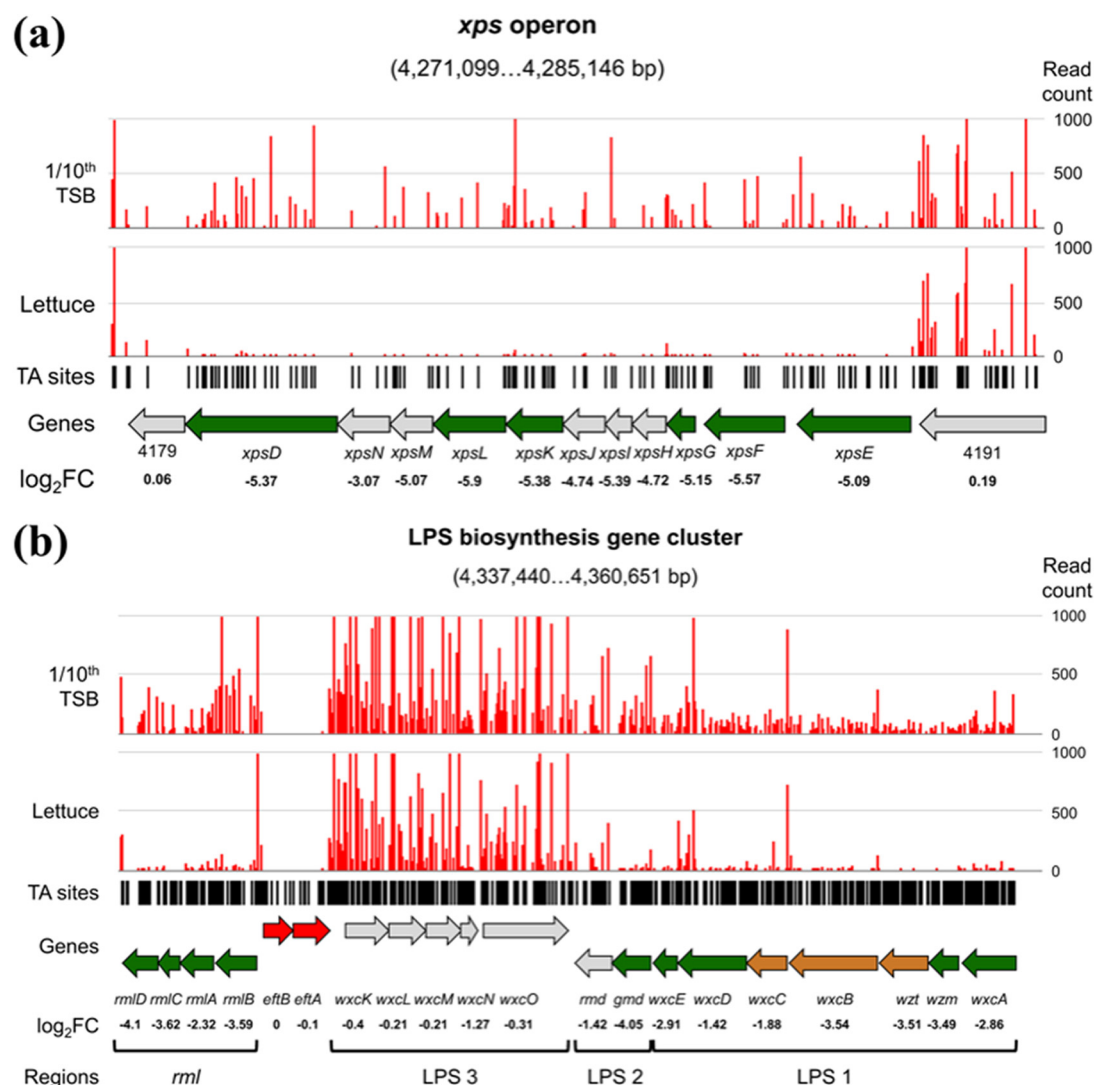 (a)
xps operon
(4,271,099...4,285,146 bp)
Read
count
1/10th
TSB
1000
500
0
Lettuce
1000
500
0
TA sites
Genes
4179 xpsD xpsN xpsM xpsL xpsK xpsJ xpsI xpsH xpsG xpsF xpsE 4191
log2FC 0.06 -5.37 -3.07 -5.07 -5.9 -5.38 -4.74 -5.39 -4.72 -5.15 -5.57 -5.09 0.19
(b)
LPS biosynthesis gene cluster
(4,337,440...4,360,651 bp)
Read
count
1/10th
TSB
1000
500
0
Lettuce
1000
500
0
TA sites
Genes
rmlD rmlC rmlA rmlB eftB eftA wxcK wxcL wxcM wxcN wxcO rmd gmd wxcE wxcD wxcC wxcB wzt wzm wxcA
log2FC -4.1 -3.62 -2.32 -3.59 0 -0.1 -0.4 -0.21 -0.21 -1.27 -0.31 -1.42 -4.05 -2.91 -1.42 -1.88 -3.54 -3.51 -3.49 -2.86
Regions rml LPS 3 LPS 2 LPS 1